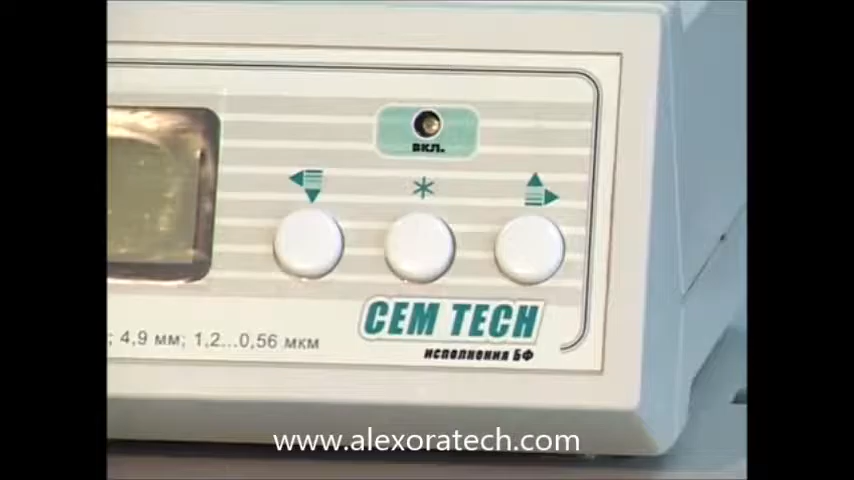 вкл.
CEM TECH
исполнения БФ
; 4,9 мм; 1,2...0,56 мкм
www.alexoratech.com